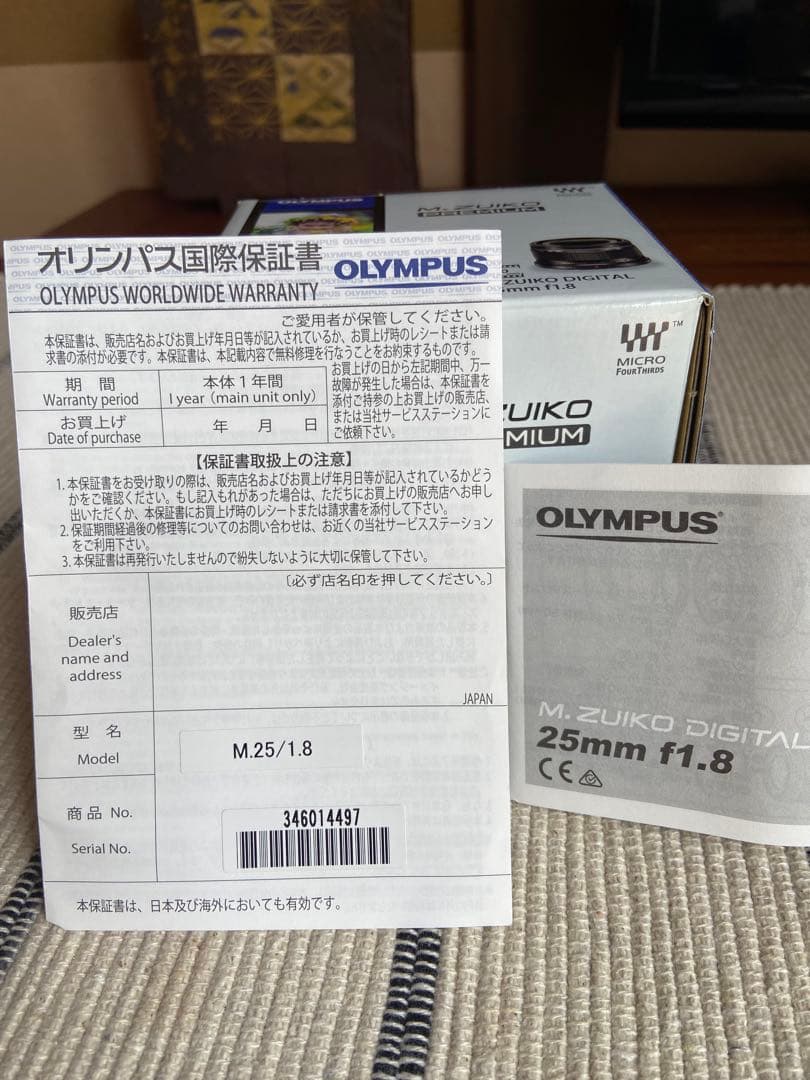 オリンパス国際保証書 OLYMPUS
OLYMPUS WORLDWIDE WARRANTY
ご愛用者が保管してください。
本保証書は、販売店名およびお買上げ年月日等が記入されているか、お買上げ時のレシートまたは請
求書の添付が必要です。本保証書は、本記載内容で無料修理を行なうことをお約束するものです。
期 間
Warranty period
本体1年間
1 year (main unit only)
お買上げ
Date of purchase
年 月 日
お買上げの日から左記期間中、万一
故障が発生した場合は、本保証書を
添付ご持参の上お買上げの販売店、
または当社サービスステーションに
ご依頼下さい。
【保証書取扱上の注意】
1. 本保証書をお受け取りの際は、販売店名およびお買上げ年月日等が記入されているかどう
かをご確認ください。もし記入もれがあった場合は、ただちにお買上げの販売店へお申し
出いただくか、本保証書にお買上げ時のレシートまたは請求書を添付して下さい。
2. 保証期間経過後の修理等についてのお問い合わせは、お近くの当社サービスステーション
をご利用下さい。
3. 本保証書は再発行いたしませんので紛失しないように大切に保管して下さい。
〔必ず店名印を押してください。〕
販売店
Dealer's
name and
address
JAPAN
型 名
Model
M.25/1.8
商品 No.
Serial No.
346014497
本保証書は、日本及び海外においても有効です。
OLYMPUS
M. ZUIKO
PREMIUM
ZUIKO DIGITAL
mm f1.8
MICRO
FOURTHIRDS
ZUIKO
MIUM
OLYMPUS
M. ZUIKO DIGITAL
25mm f1.8
CE